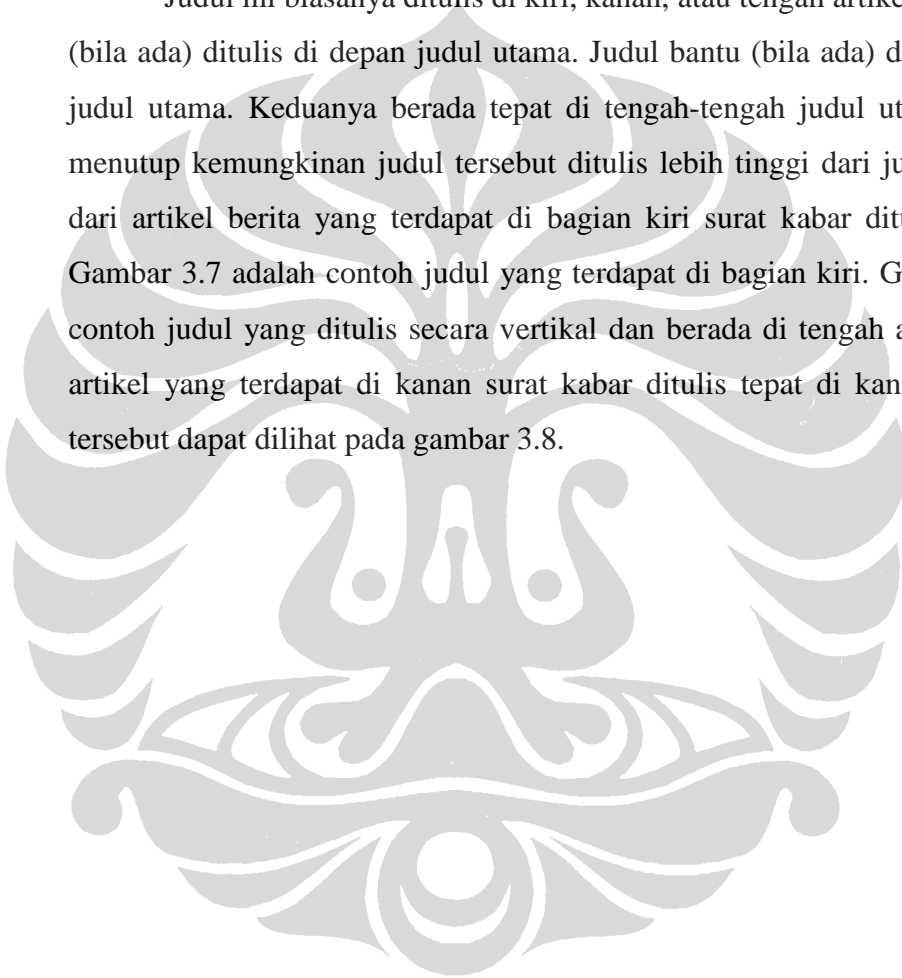 Judul ini biasanya ditulis di kiri, kanan, atau tengah artikel
(bila ada) ditulis di depan judul utama. Judul bantu (bila ada) d
judul utama. Keduanya berada tepat di tengah-tengah judul ut
menutup kemungkinan judul tersebut ditulis lebih tinggi dari ju
dari artikel berita yang terdapat di bagian kiri surat kabar ditu
Gambar 3.7 adalah contoh judul yang terdapat di bagian kiri. G
contoh judul yang ditulis secara vertikal dan berada di tengah a
artikel yang terdapat di kanan surat kabar ditulis tepat di kan
tersebut dapat dilihat pada gambar 3.8.